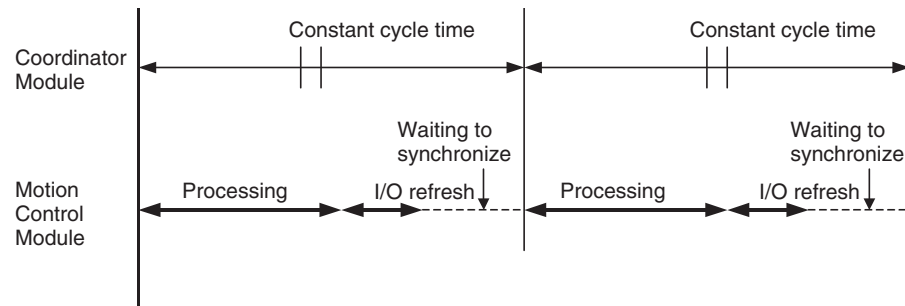 Constant cycle time
Constant cycle time
Coordinator
Module
Waiting to
synchronize
Waiting to
synchronize
Motion
Control
Module
Processing
I/O refresh
Processing
I/O refresh